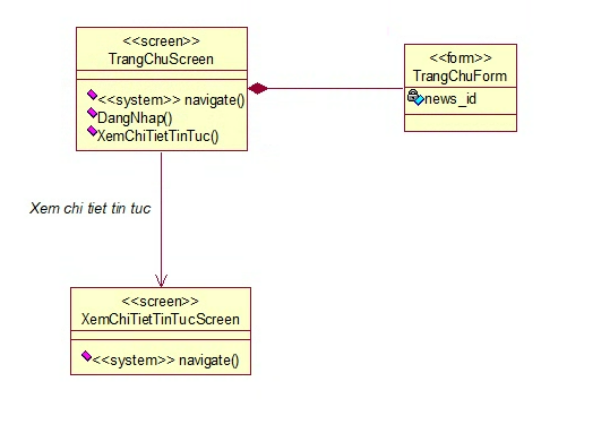 <<screen>>
TrangChuScreen
<<system>> navigate()
DangNhap()
XemChiTietTinTuc()
<<form>>
TrangChuForm
news_id
Xem chi tiet tin tuc
<<screen>>
XemChiTietTinTucScreen
<<system>> navigate()